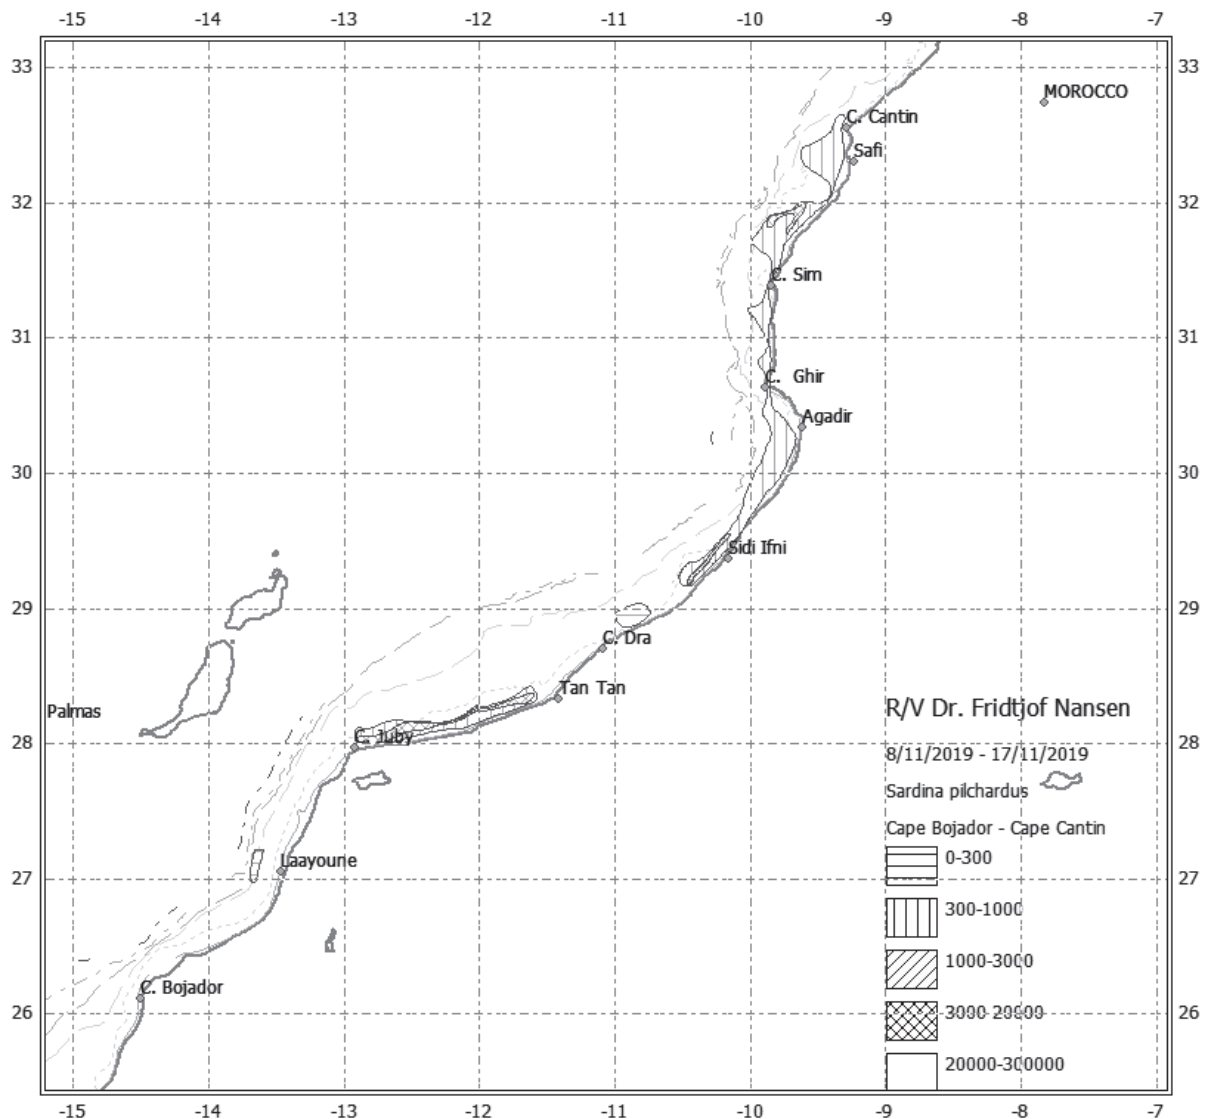 -15 -14 -13 -12 -11 -10 -9 -8 -7
33 33
MOROCCO
C. Cantin
Safi
32 32
C. Sim
31 31
C. Ghir
Agadir
30 30
Sidi Ifni
29 29
C. Dra
Tan Tan
Palmas
R/V Dr. Fridtjof Nansen
28 28
C. Juby
8/11/2019 - 17/11/2019
Sardina pilchardus
Cape Bojador - Cape Cantin
0-300
Laayoune
27 27
300-1000
1000-3000
C. Bojador
26 26
3000-20000
20000-300000
-15 -14 -13 -12 -11 -10 -9 -8 -7